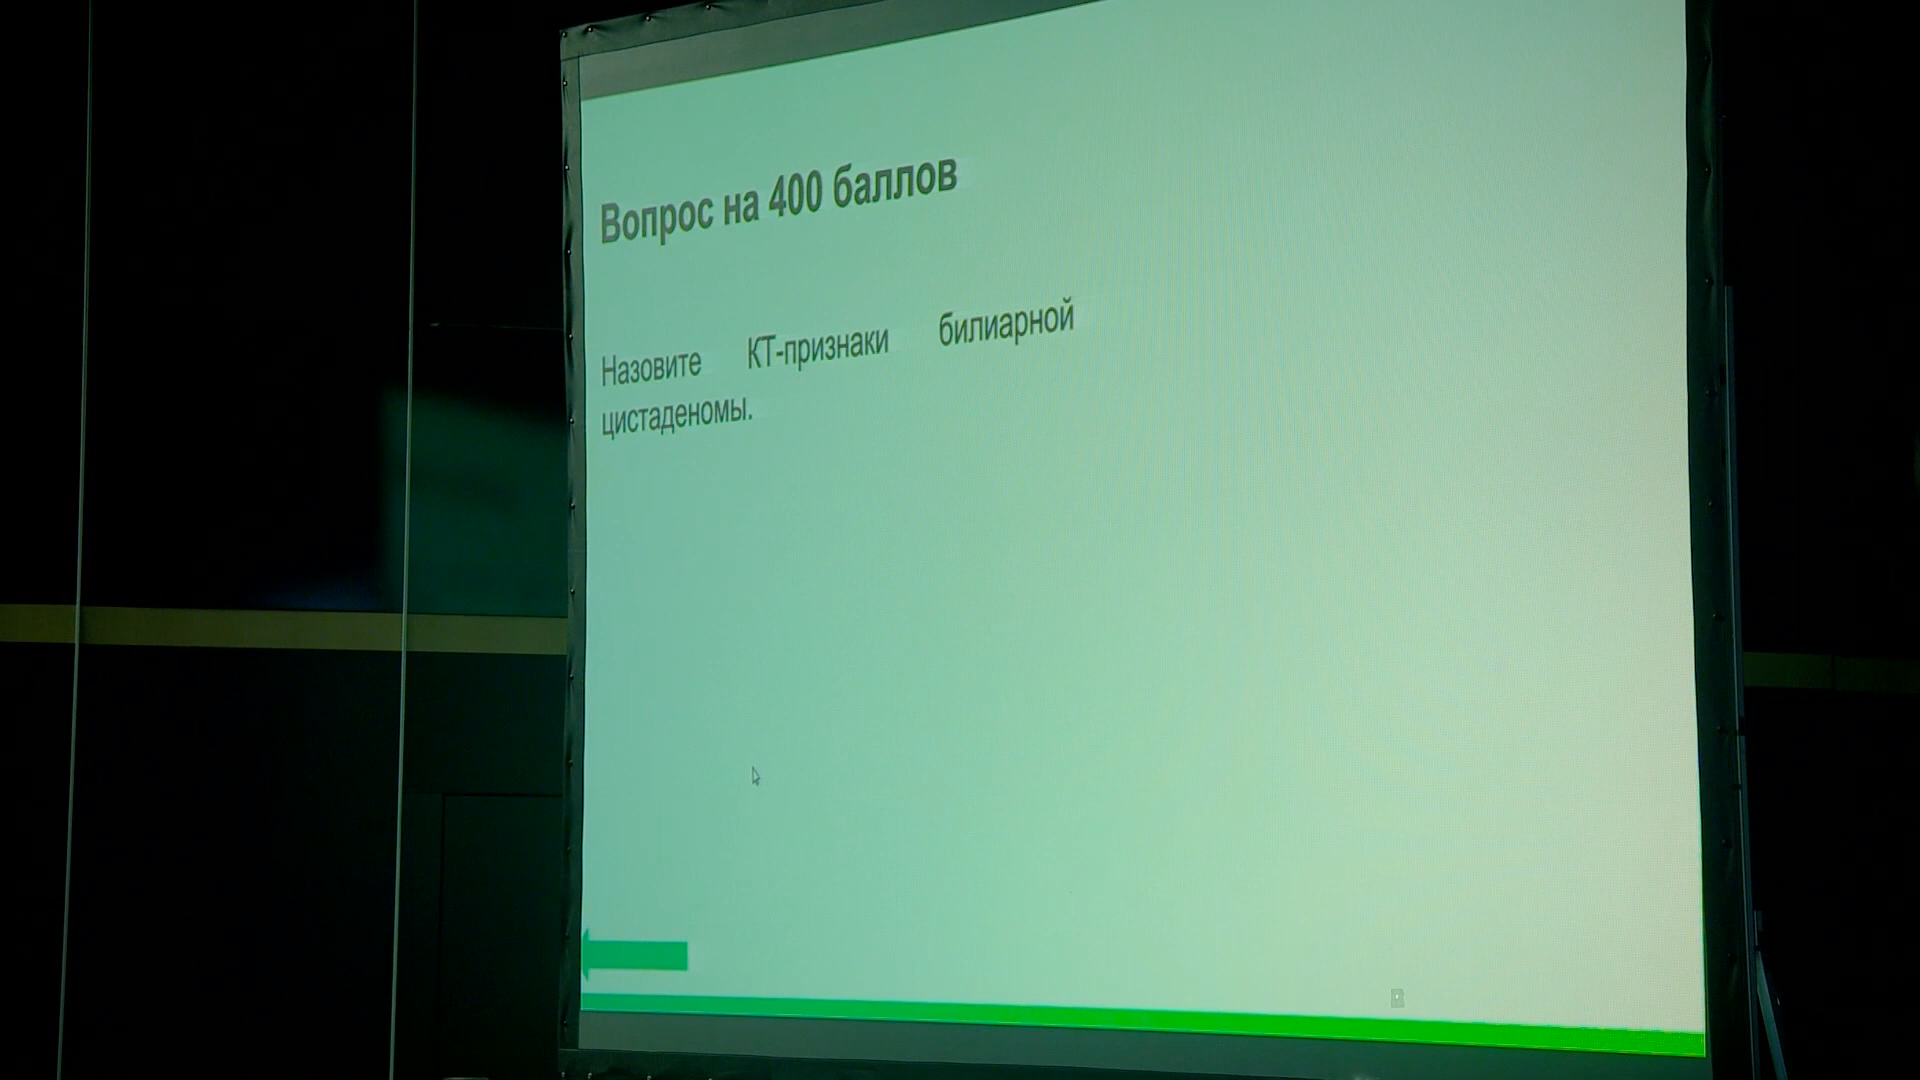 Вопрос на 400 баллов
Назовите КТ-признаки билиарной
цистаденомы.